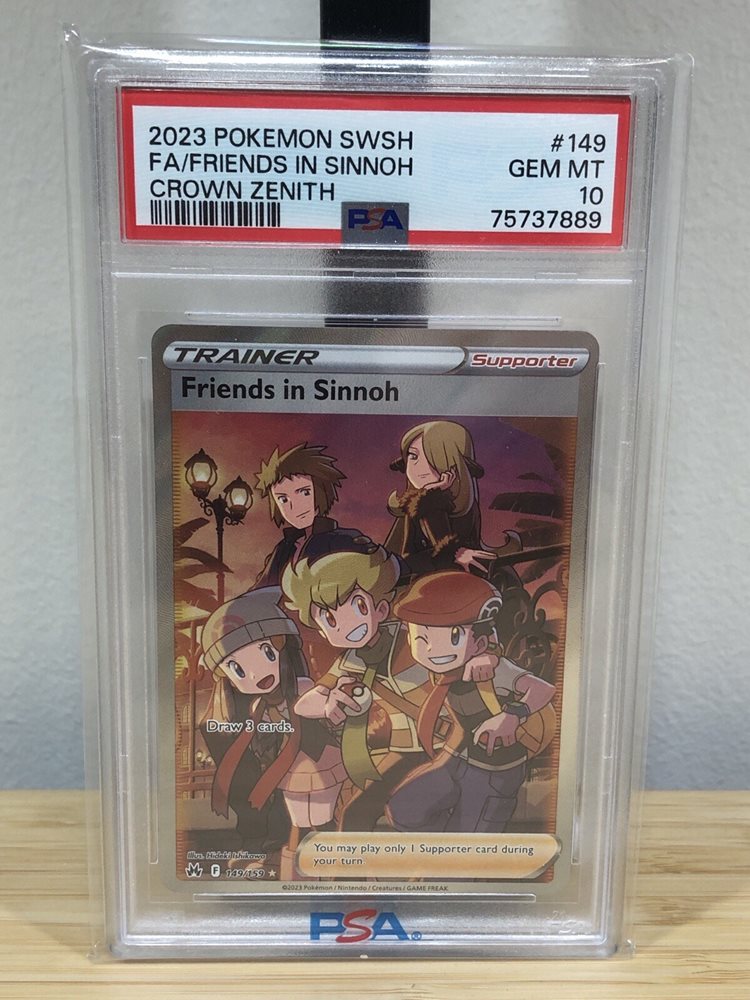 2023 POKEMON SWSH #149
FA/FRIENDS IN SINNOH GEM MT
CROWN ZENITH 10
PSA 75737889
TRAINER Supporter
Friends in Sinnoh
Draw 3 cards.
You may play only 1 Supporter card during
your turn.
Illus. Hideki Ishikawa
F 149/159
©2023 Pokémon / Nintendo / Creatures / GAME FREAK
PSA